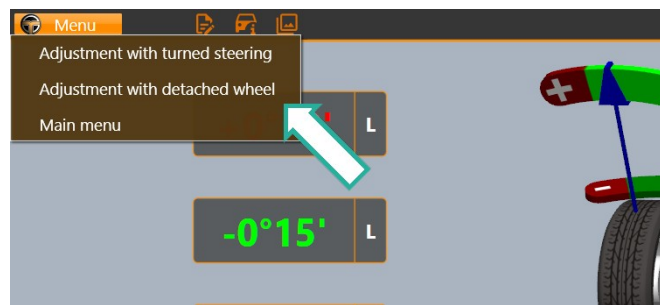 Menu
Adjustment with turned steering
Adjustment with detached wheel
Main menu
L
-0°15' L
+
-